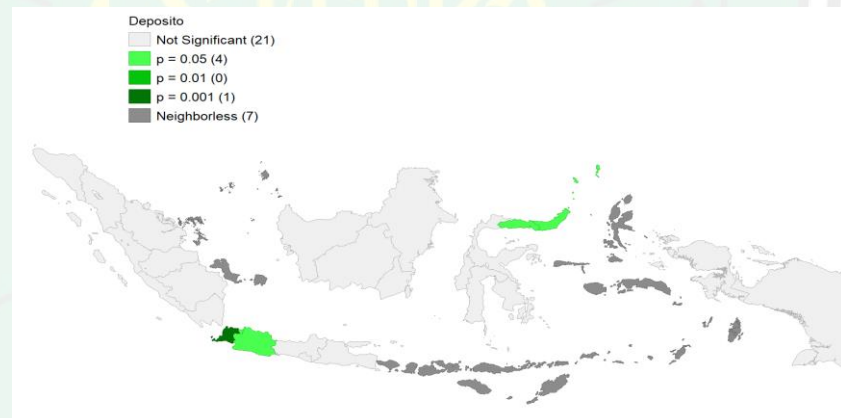 Deposito
Not Significant (21)
p = 0.05 (4)
p = 0.01 (0)
p = 0.001 (1)
Neighborless (7)